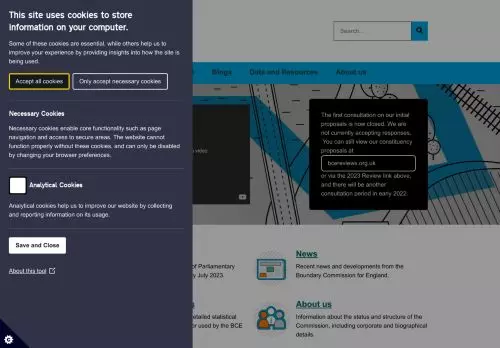 This site uses cookies to store
information on your computer.
Some of these cookies are essential, while others help us to
improve your experience by providing insights into how the site is
being used.
Accept all cookies
Only accept necessary cookies
Necessary Cookies
Necessary cookies enable core functionality such as page
navigation and access to secure areas. The website cannot
function properly without these cookies, and can only be disabled
by changing your browser preferences.
Analytical Cookies
Analytical cookies help us to improve our website by collecting
and reporting information on its usage.
Save and Close
About this tool
Search...
Blogs
Data and Resources
About us
video
The first consultation on our initial
proposals is now closed. We are
not currently accepting responses.
You can still view our constituency
proposals at
bcereviews.org.uk
or via the 2023 Review link above,
and there will be another
consultation period in early 2022.
of Parliamentary
July 2023.
News
Recent news and developments from the
Boundary Commission for England.
detailed statistical
or used by the BCE
About us
Information about the status and structure of the
Commission, including corporate and biographical
details.